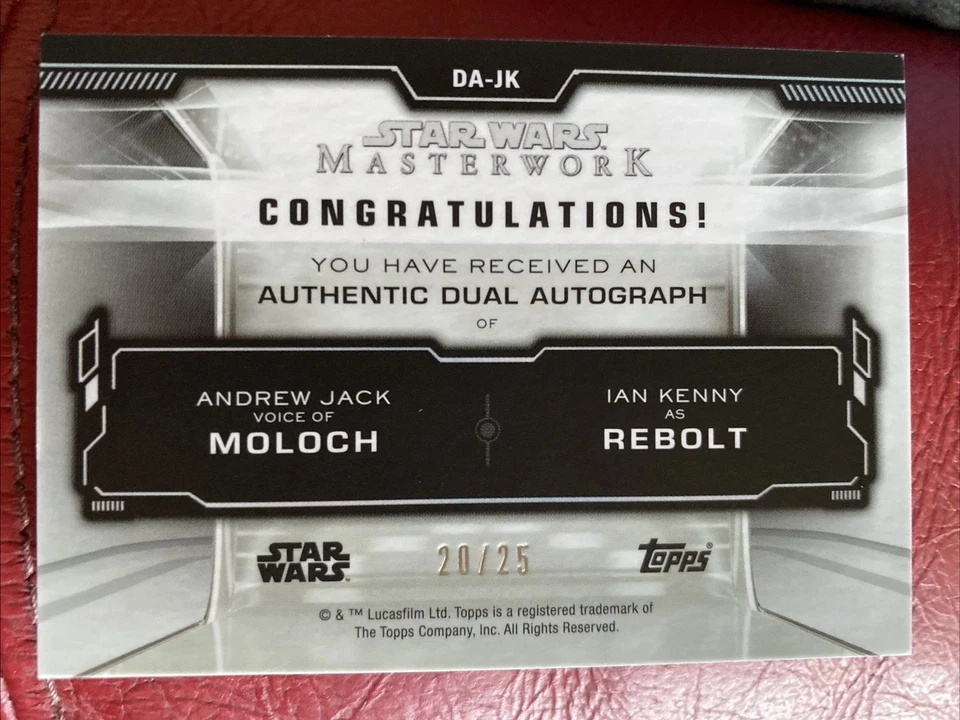 DA-JK
STAR WARS
MASTERWORK
CONGRATULATIONS!
YOU HAVE RECEIVED AN
AUTHENTIC DUAL AUTOGRAPH
OF
ANDREW JACK
VOICE OF
MOLOCH
IAN KENNY
AS
REBOLT
STAR WARS™
20/25
Topps®
© & ™ Lucasfilm Ltd. Topps is a registered trademark of
The Topps Company, Inc. All Rights Reserved.